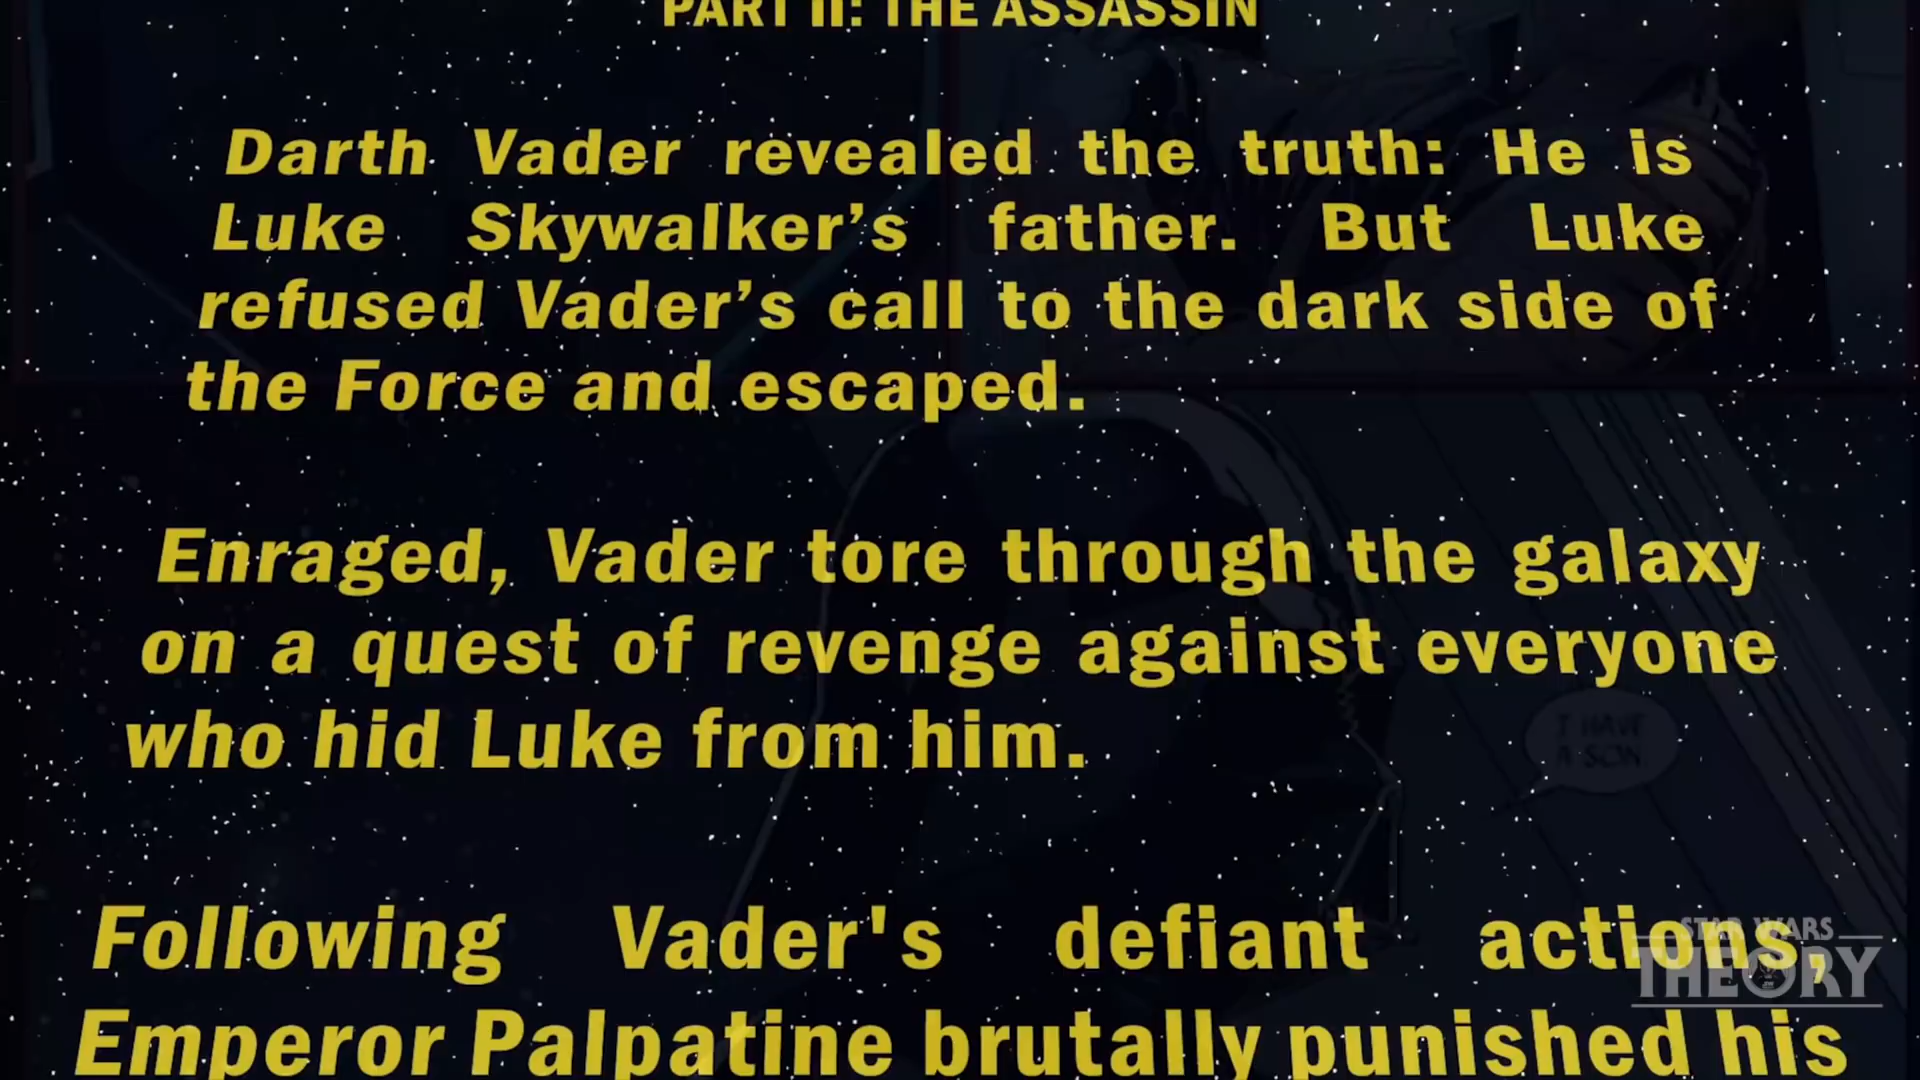 PART II: THE ASSASSIN
Darth Vader revealed the truth: He is
Luke Skywalker’s father. But Luke
refused Vader’s call to the dark side of
the Force and escaped.
Enraged, Vader tore through the galaxy
on a quest of revenge against everyone
who hid Luke from him.
I HAVE
A SON.
Following Vader's defiant actions,
Emperor Palpatine brutally punished his
STAR WARS
THEORY